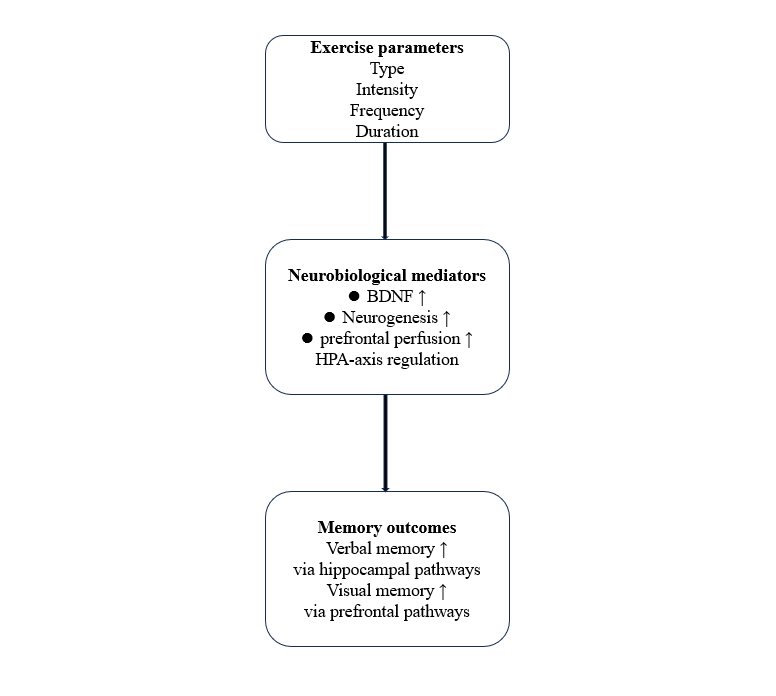 Exercise parameters
Type
Intensity
Frequency
Duration
Neurobiological mediators
● BDNF ↑
● Neurogenesis ↑
● prefrontal perfusion ↑
HPA-axis regulation
Memory outcomes
Verbal memory ↑
via hippocampal pathways
Visual memory ↑
via prefrontal pathways